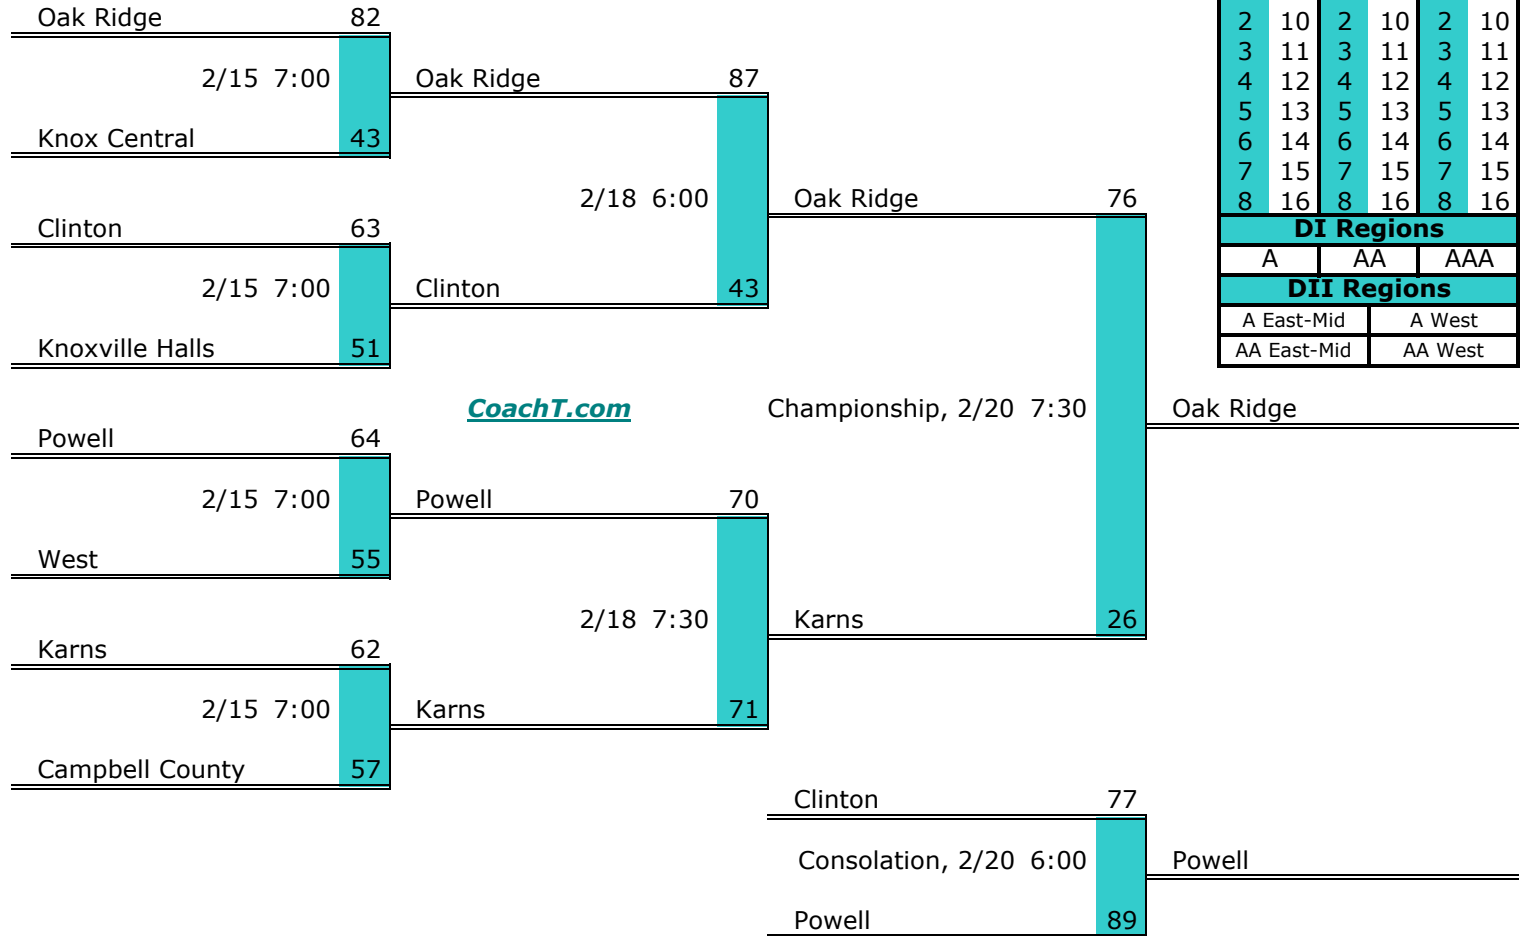 Oak Ridge 82
2 10 2 10 2 10
3 11 3 11 3 11
2/15 7:00 Oak Ridge 87
4 12 4 12 4 12
5 13 5 13 5 13
Knox Central 43
6 14 6 14 6 14
7 15 7 15 7 15
2/18 6:00 Oak Ridge 76
8 16 8 16 8 16
Clinton 63
DI Regions
A AA AAA
2/15 7:00 Clinton 43
DII Regions
A East-Mid A West
Knoxville Halls 51
AA East-Mid AA West
CoachT.com Championship, 2/20 7:30 Oak Ridge
Powell 64
2/15 7:00 Powell 70
West 55
2/18 7:30 Karns 26
Karns 62
2/15 7:00 Karns 71
Campbell County 57
Clinton 77
Consolation, 2/20 6:00 Powell
Powell 89